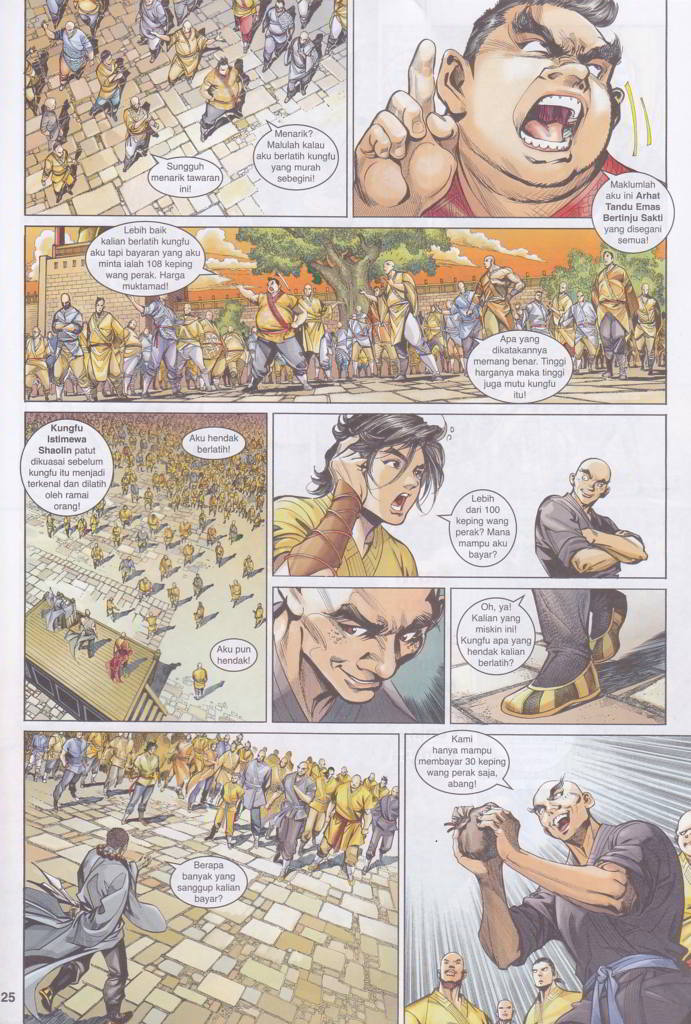 Sungguh
menarik tawaran
ini!
Menarik?
Malulah kalau
aku berlatih kungfu
yang murah
sebegini!
Maklumlah
aku ini Arhat
Tandu Emas
Bertinju Sakti
yang disegani
semua!
Lebih baik
kalian berlatih kungfu
aku tapi bayaran yang aku
minta ialah 108 keping
wang perak. Harga
muktamad!
Apa yang
dikatakannya
memang benar. Tinggi
harganya maka tinggi
juga mutu kungfu
itu!
Kungfu
Istimewa
Shaolin patut
dikuasai sebelum
kungfu itu menjadi
terkenal dan dilatih
oleh ramai
orang!
Aku hendak
berlatih!
Aku pun
hendak!
Lebih
dari 100
keping wang
perak? Mana
mampu aku
bayar?
Oh, ya!
Kalian yang
miskin ini!
Kungfu apa yang
hendak kalian
berlatih?
Berapa
banyak yang
sanggup kalian
bayar?
Kami
hanya mampu
membayar 30 keping
wang perak saja,
abang!
25